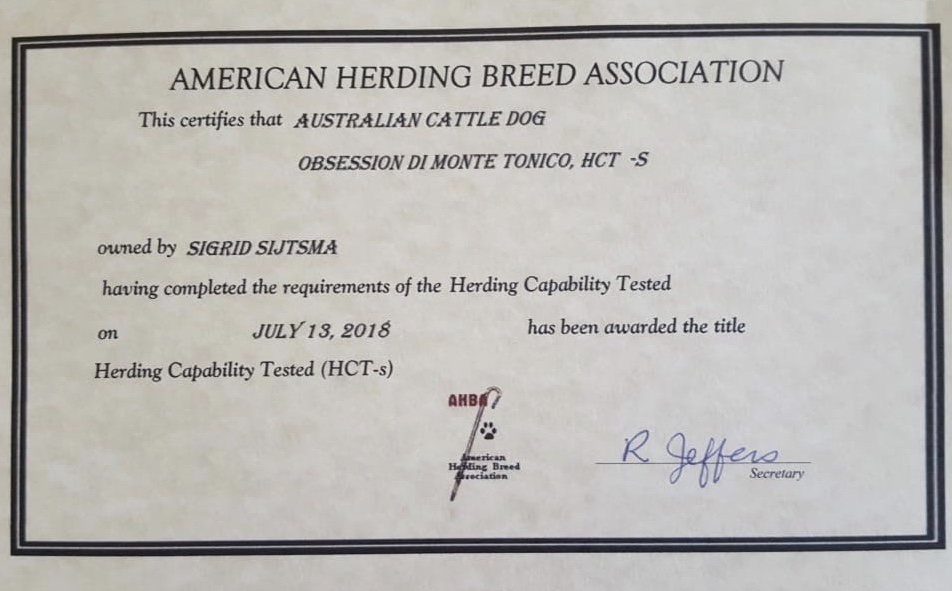 AMERICAN HERDING BREED ASSOCIATION
This certifies that AUSTRALIAN CATTLE DOG
OBSESSION DI MONTE TONICO, HCT -S
owned by SIGRID SIJTSMA
having completed the requirements of the Herding Capability Tested
on JULY 13, 2018 has been awarded the title
Herding Capability Tested (HCT-s)
AHBA
American
Herding Breed
Association
R Jeffers
Secretary